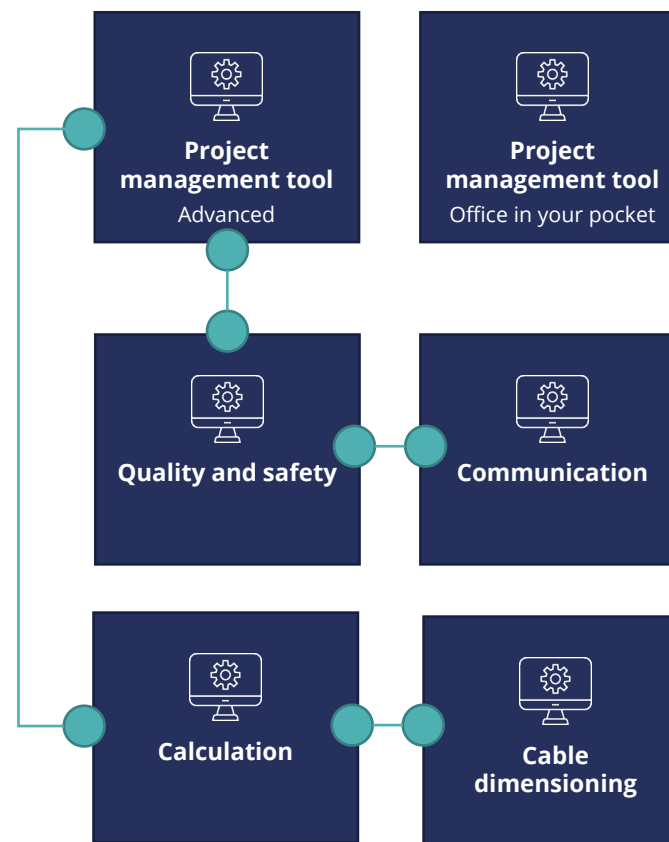 Project
management tool
Advanced
Project
management tool
Office in your pocket
Quality and safety
Communication
Calculation
Cable
dimensioning